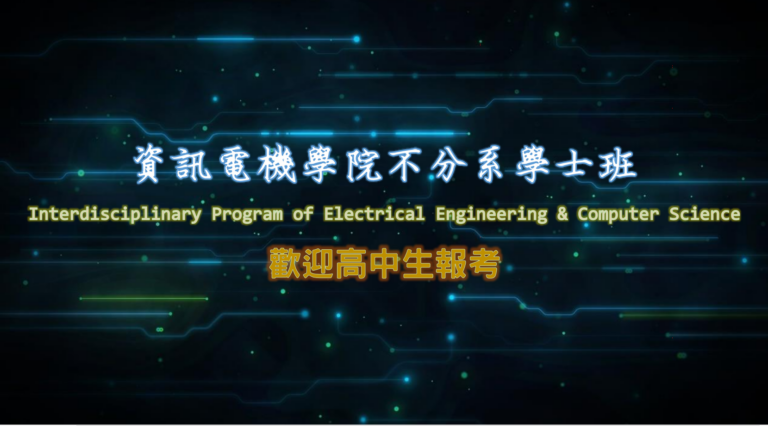 資訊電機學院不分系學士班
Interdisciplinary Program of Electrical Engineering & Computer Science
歡迎高中生報考